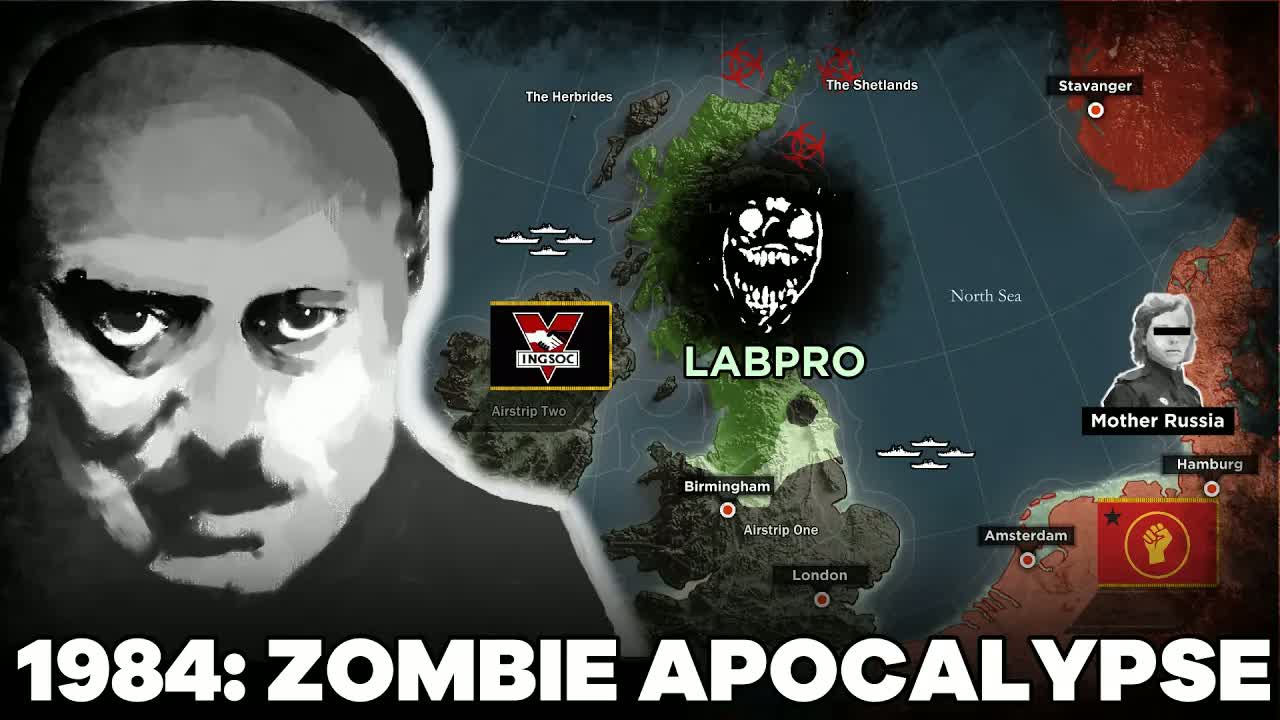 The Herbrides
The Shetlands
Stavanger
INGSOC
Airstrip Two
LABPRO
North Sea
Mother Russia
Hamburg
Birmingham
Airstrip One
Amsterdam
London
1984: ZOMBIE APOCALYPSE